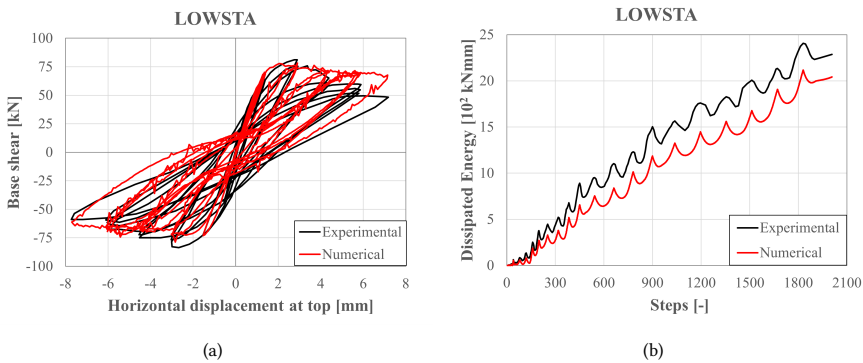 LOWSTA
Base shear [kN]
100
75
50
25
0
-25
-50
-75
-100
-8 -6 -4 -2 0 2 4 6 8
Horizontal displacement at top [mm]
Experimental
Numerical
(a)
LOWSTA
Dissipated Energy [10² kNmm]
25
20
15
10
5
0
0 300 600 900 1200 1500 1800 2100
Steps [-]
Experimental
Numerical
(b)